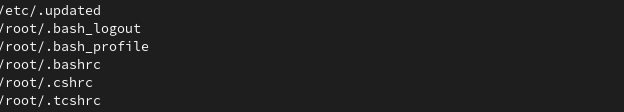 /etc/.updated
/root/.bash_logout
/root/.bash_profile
/root/.bashrc
/root/.cshrc
/root/.tcshrc